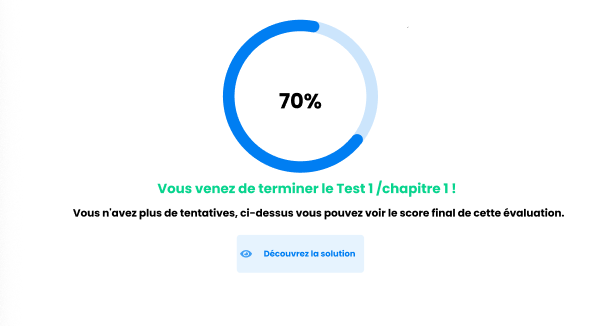 70%
Vous venez de terminer le Test 1 /chapitre 1 !
Vous n'avez plus de tentatives, ci-dessus vous pouvez voir le score final de cette évaluation.
Découvrez la solution